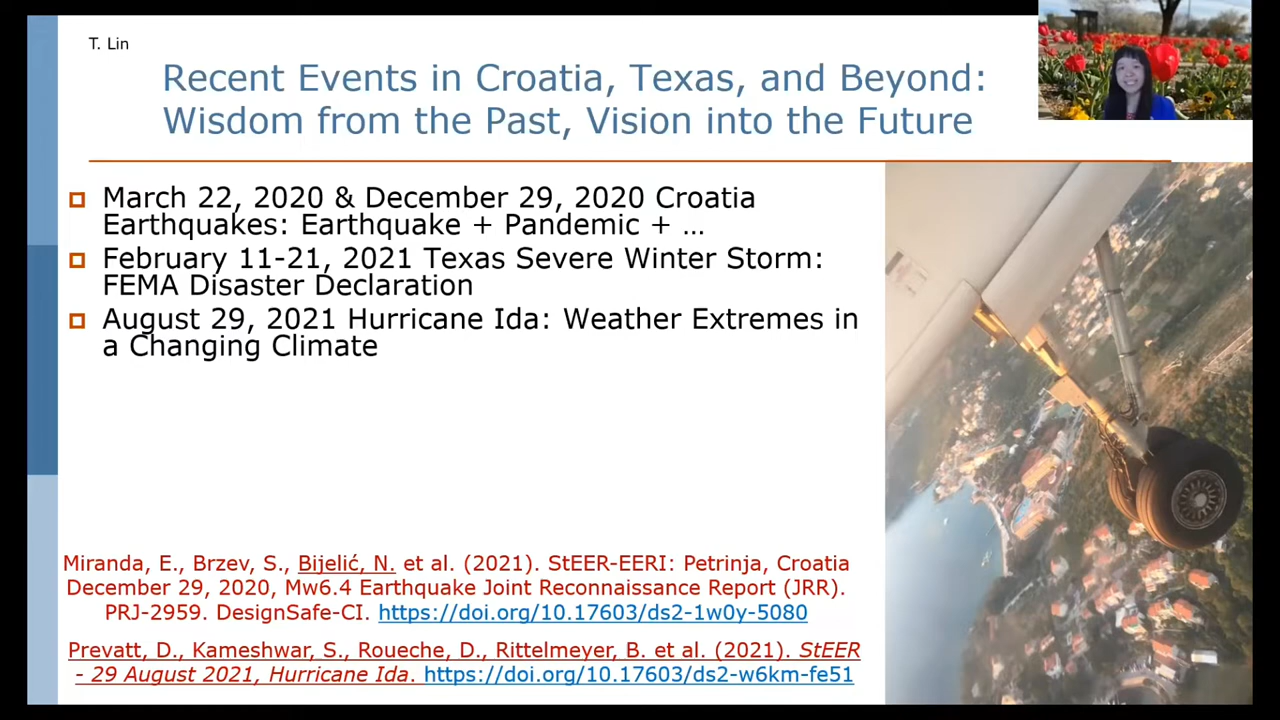 T. Lin
Recent Events in Croatia, Texas, and Beyond:
Wisdom from the Past, Vision into the Future
March 22, 2020 & December 29, 2020 Croatia
Earthquakes: Earthquake + Pandemic + …
February 11-21, 2021 Texas Severe Winter Storm:
FEMA Disaster Declaration
August 29, 2021 Hurricane Ida: Weather Extremes in
a Changing Climate
Miranda, E., Brzev, S., Bijelić, N. et al. (2021). StEER-EERI: Petrinja, Croatia
December 29, 2020, Mw6.4 Earthquake Joint Reconnaissance Report (JRR).
PRJ-2959. DesignSafe-CI. https://doi.org/10.17603/ds2-1w0y-5080
Prevatt, D., Kameshwar, S., Roueche, D., Rittelmeyer, B. et al. (2021). StEER
- 29 August 2021, Hurricane Ida. https://doi.org/10.17603/ds2-w6km-fe51